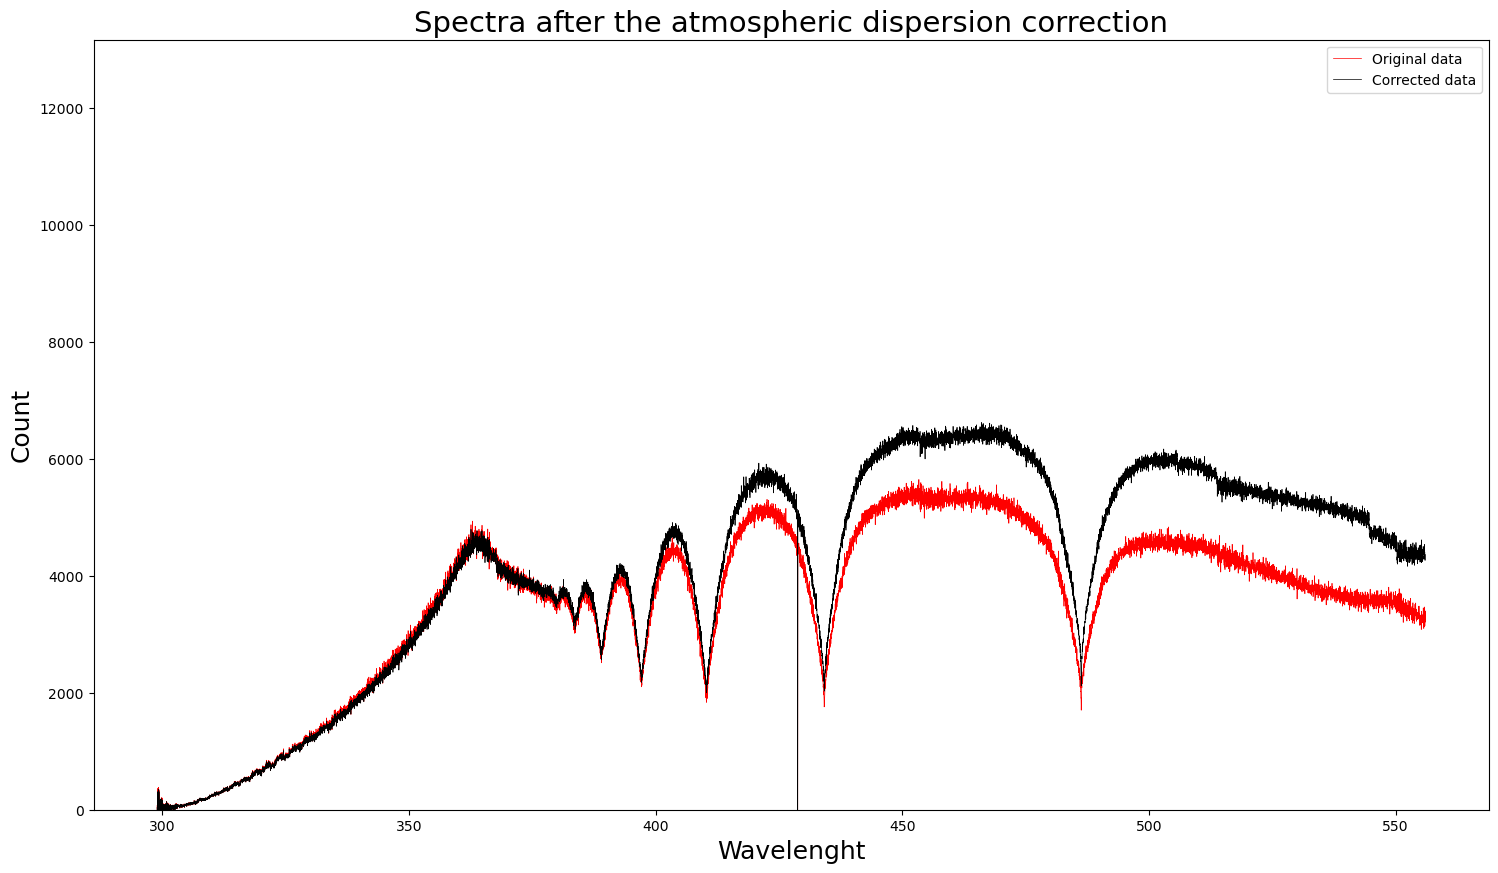 Spectra after the atmospheric dispersion correction
Original data
Corrected data
12000
10000
8000
6000
4000
2000
0
Count
300
350
400
450
500
550
Wavelenght